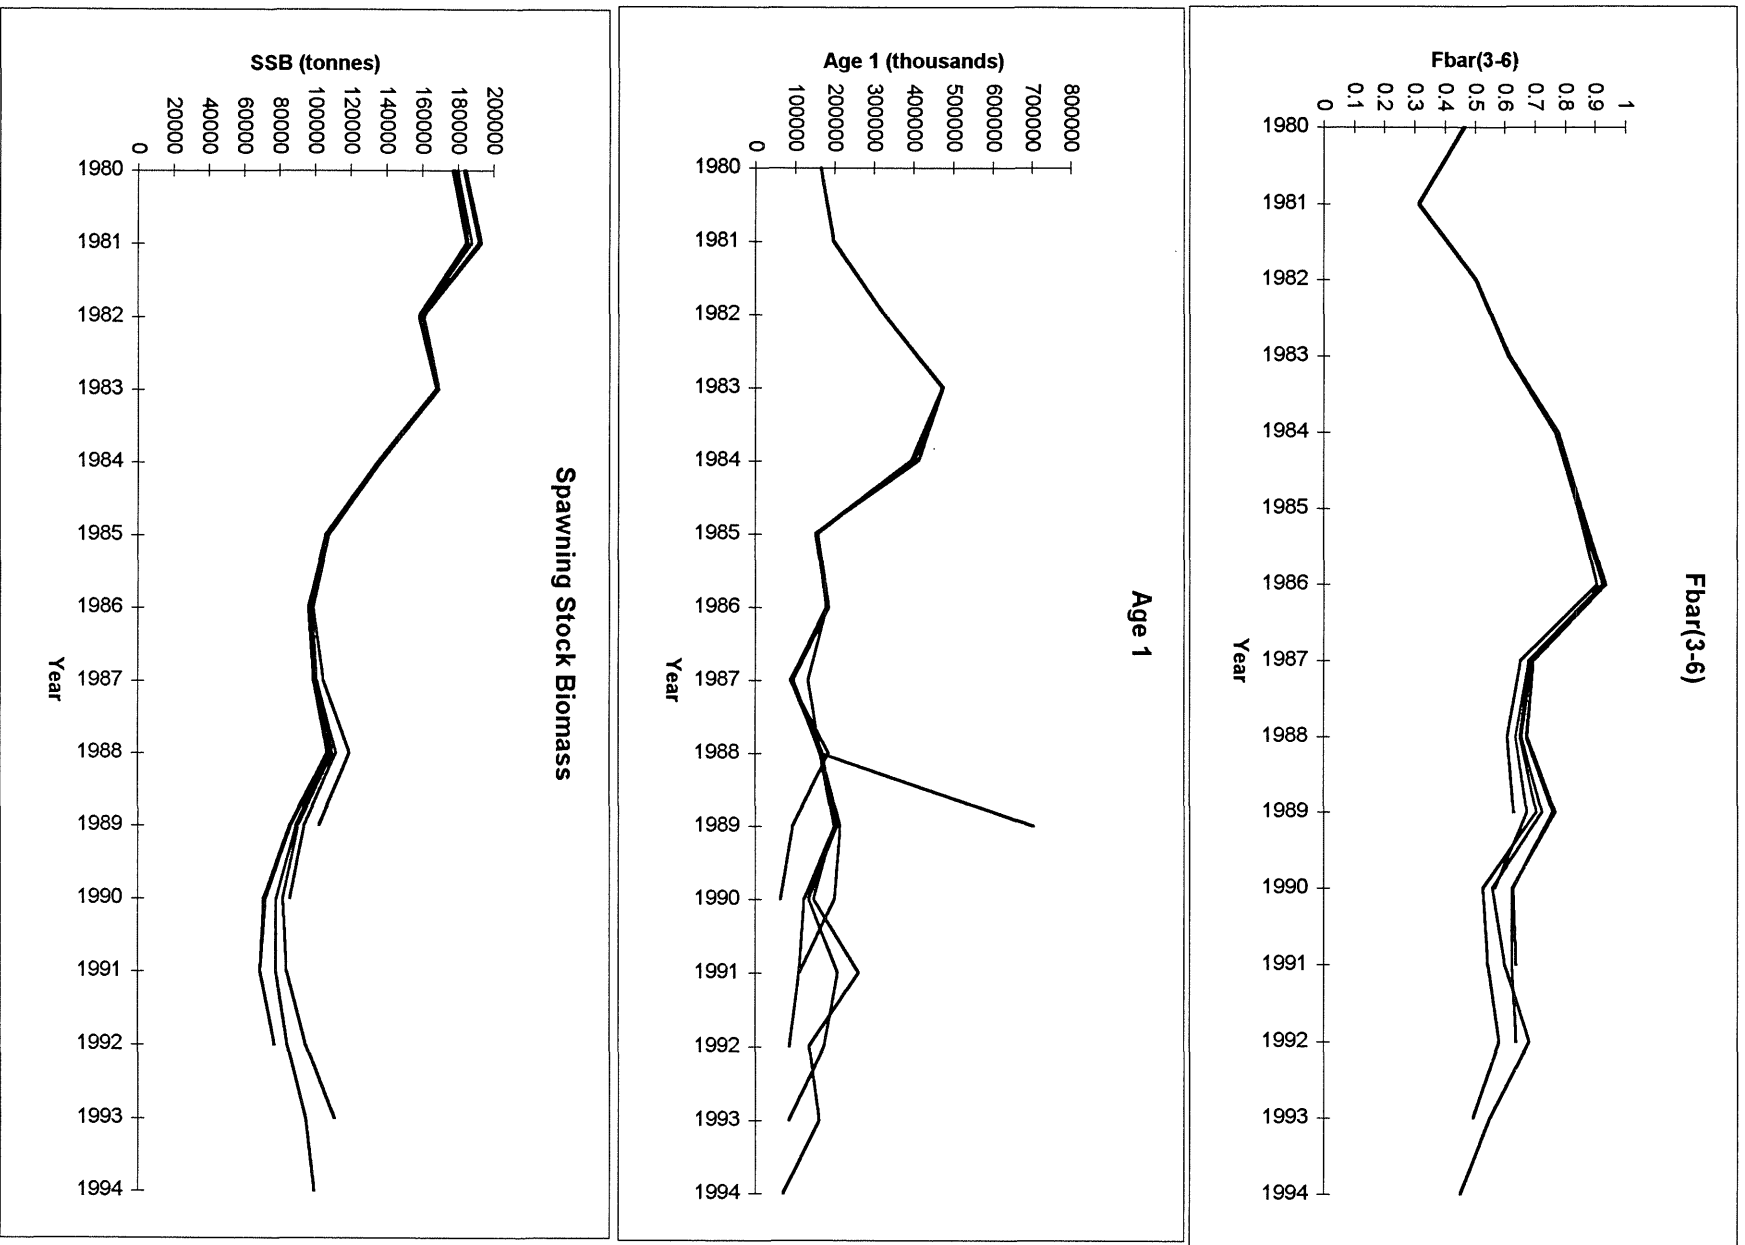 Fbar(3-6)
Fbar(3-6)
1
0.9
0.8
0.7
0.6
0.5
0.4
0.3
0.2
0.1
0
1980 1981 1982 1983 1984 1985 1986 1987 1988 1989 1990 1991 1992 1993 1994
Year
Age 1
Age 1 (thousands)
800000
700000
600000
500000
400000
300000
200000
100000
0
1980 1981 1982 1983 1984 1985 1986 1987 1988 1989 1990 1991 1992 1993 1994
Year
Spawning Stock Biomass
SSB (tonnes)
200000
180000
160000
140000
120000
100000
80000
60000
40000
20000
0
1980 1981 1982 1983 1984 1985 1986 1987 1988 1989 1990 1991 1992 1993 1994
Year